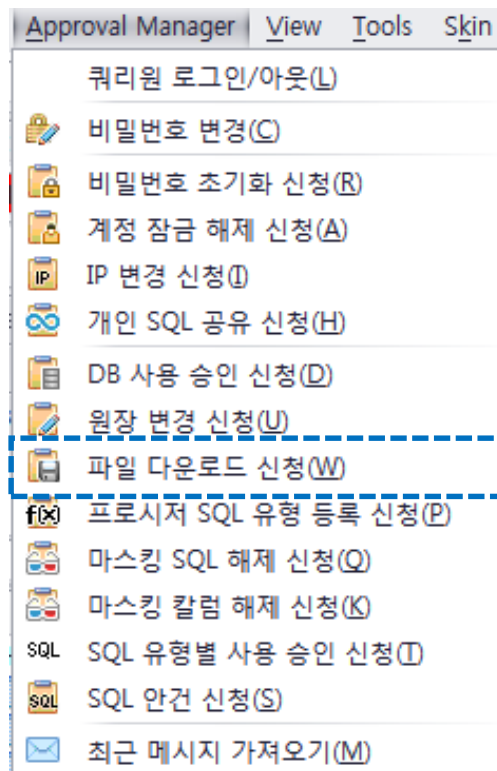 Approval Manager View Tools Skin
쿼리원 로그인/아웃(L)
비밀번호 변경(C)
비밀번호 초기화 신청(R)
계정 잠금 해제 신청(A)
IP IP 변경 신청(I)
개인 SQL 공유 신청(H)
DB 사용 승인 신청(D)
원장 변경 신청(U)
파일 다운로드 신청(W)
f(x) 프로시저 SQL 유형 등록 신청(P)
마스킹 SQL 해제 신청(Q)
마스킹 칼럼 해제 신청(K)
SQL SQL 유형별 사용 승인 신청(T)
SQL SQL 안건 신청(S)
최근 메시지 가져오기(M)